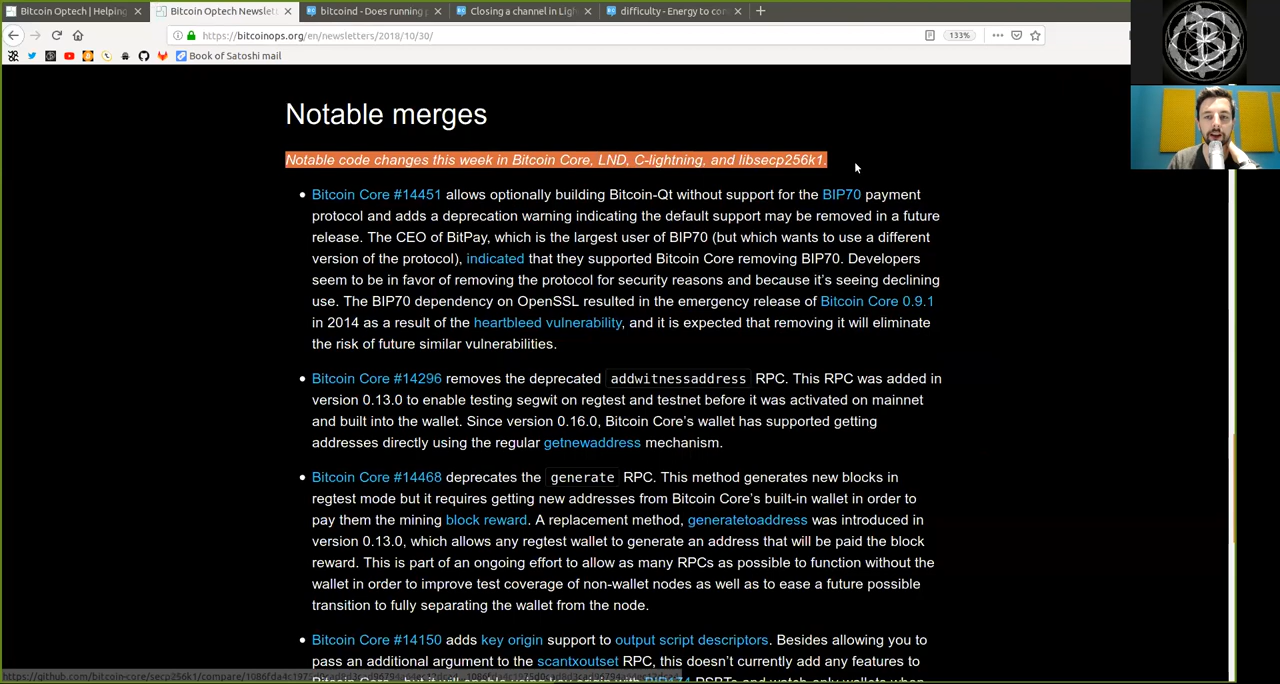 Bitcoin Optech | Helping
Bitcoin Optech Newslett
bitcoind - Does running p
Closing a channel in Ligh
difficulty - Energy to con
https://bitcoinops.org/en/newsletters/2018/10/30/
133%
Book of Satoshi mail
Notable merges
Notable code changes this week in Bitcoin Core, LND, C-lightning, and libsecp256k1.
Bitcoin Core #14451 allows optionally building Bitcoin-Qt without support for the BIP70 payment
protocol and adds a deprecation warning indicating the default support may be removed in a future
release. The CEO of BitPay, which is the largest user of BIP70 (but which wants to use a different
version of the protocol), indicated that they supported Bitcoin Core removing BIP70. Developers
seem to be in favor of removing the protocol for security reasons and because it's seeing declining
use. The BIP70 dependency on OpenSSL resulted in the emergency release of Bitcoin Core 0.9.1
in 2014 as a result of the heartbleed vulnerability, and it is expected that removing it will eliminate
the risk of future similar vulnerabilities.
Bitcoin Core #14296 removes the deprecated addwitnessaddress RPC. This RPC was added in
version 0.13.0 to enable testing segwit on regtest and testnet before it was activated on mainnet
and built into the wallet. Since version 0.16.0, Bitcoin Core's wallet has supported getting
addresses directly using the regular getnewaddress mechanism.
Bitcoin Core #14468 deprecates the generate RPC. This method generates new blocks in
regtest mode but it requires getting new addresses from Bitcoin Core's built-in wallet in order to
pay them the mining block reward. A replacement method, generatetoaddress was introduced in
version 0.13.0, which allows any regtest wallet to generate an address that will be paid the block
reward. This is part of an ongoing effort to allow as many RPCs as possible to function without the
wallet in order to improve test coverage of non-wallet nodes as well as to ease a future possible
transition to fully separating the wallet from the node.
Bitcoin Core #14150 adds key origin support to output script descriptors. Besides allowing you to
pass an additional argument to the scantxoutset RPC, this doesn't currently add any features to